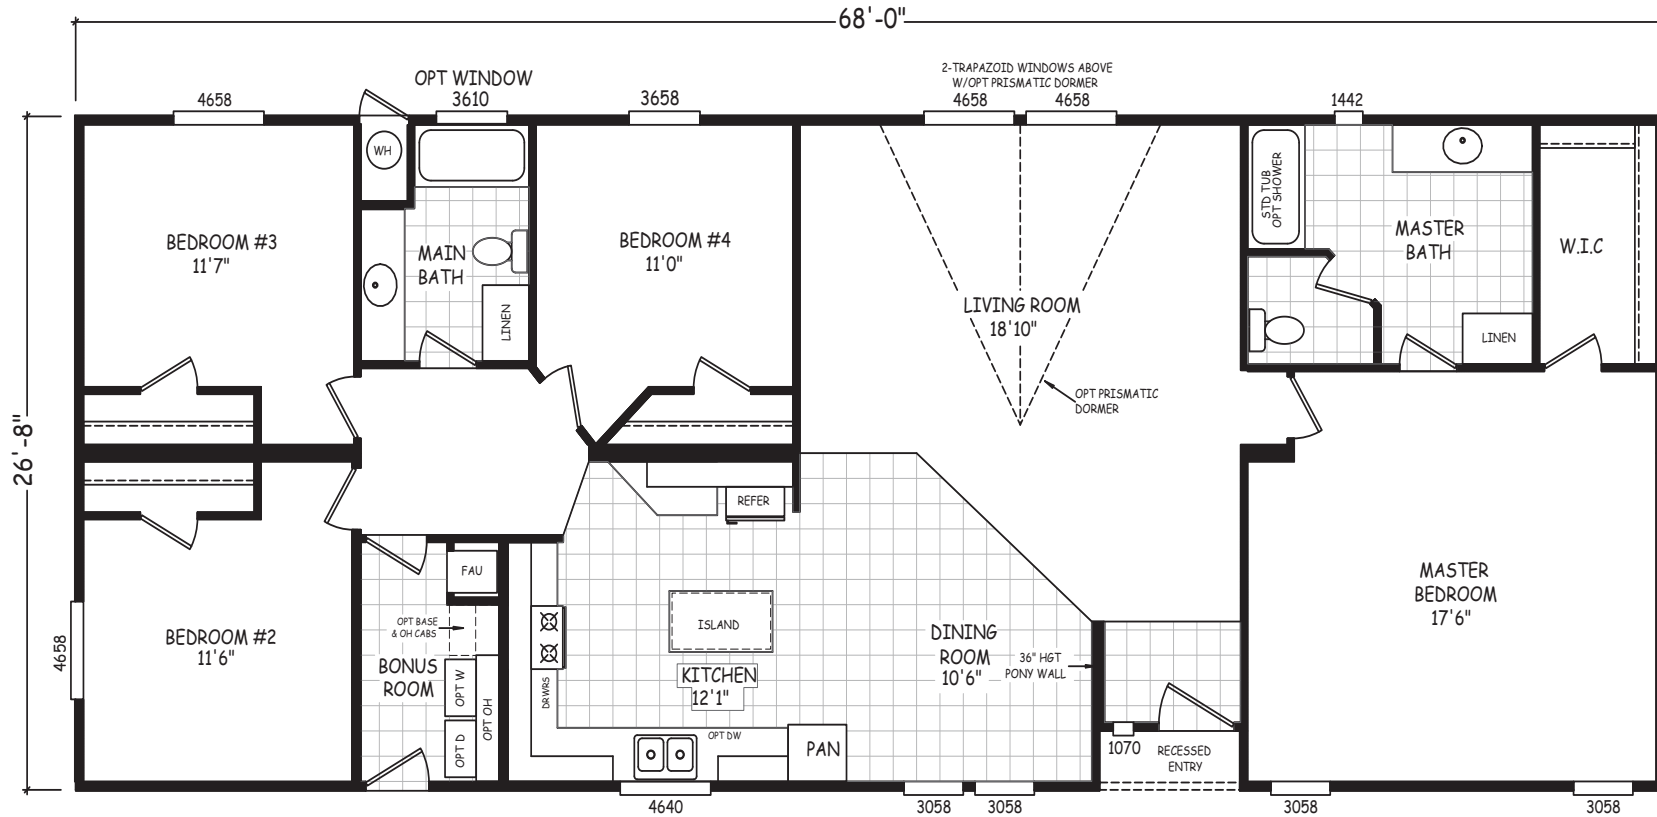 68'-0"
OPT WINDOW
2-TRAPAZOID WINDOWS ABOVE
W/OPT PRISMATIC DORMER
4658
3610
3658
4658
4658
1442
WH
STD TUB
OPT SHOWER
BEDROOM #3
11'7"
MAIN
BATH
BEDROOM #4
11'0"
MASTER
BATH
W.I.C
LIVING ROOM
18'10"
LINEN
LINEN
OPT PRISMATIC
DORMER
26'-8"
REFER
FAU
OPT BASE
& OH CABS
ISLAND
MASTER
BEDROOM
17'6"
BEDROOM #2
11'6"
4658
BONUS
ROOM
DINING
ROOM
10'6"
36" HGT
PONY WALL
KITCHEN
12'1"
DRWRS
OPT W
OPT OH
OPT D
OPT DW
PAN
1070
RECESSED
ENTRY
4640
3058
3058
3058
3058